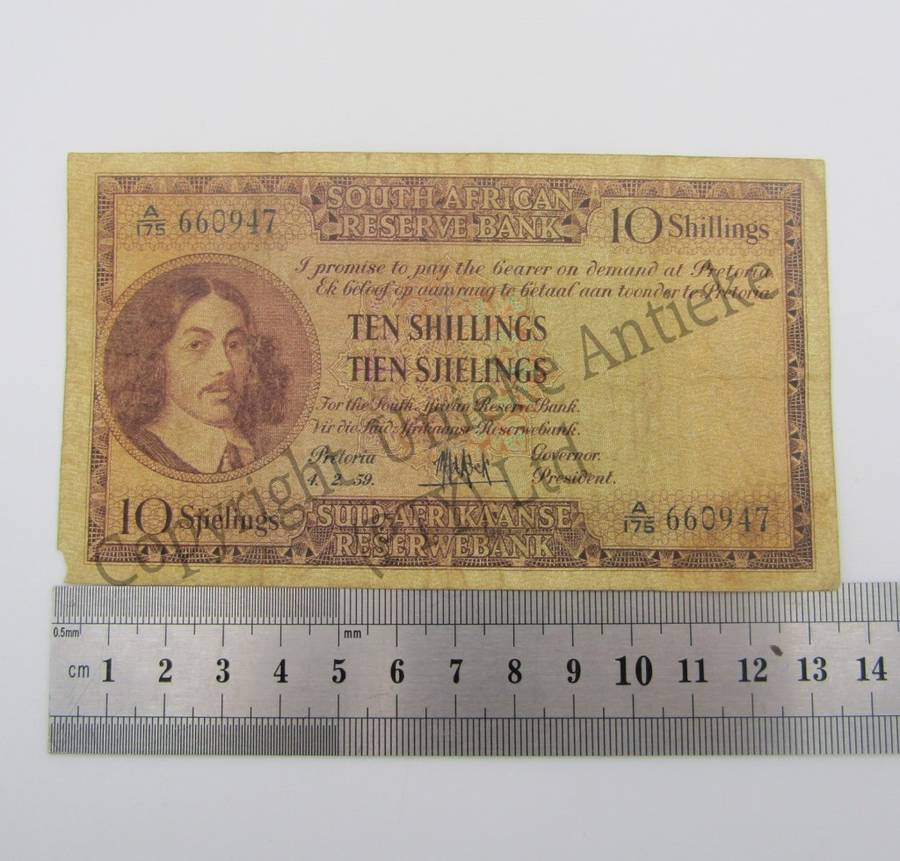 SOUTH AFRICAN
RESERVE BANK
A/175 660947
10 Shillings
I promise to pay the bearer on demand at Pretoria
Ek beloof op aanvraag te betaal aan toonder te Pretoria
TEN SHILLINGS
TIEN SJIELINGS
For the South African Reserve Bank.
Vir die Suid-Afrikaanse Reserwebank.
Pretoria
4. 2 .59.
Governor.
President.
10 Sjielings
SUID-AFRIKAANSE
RESERWEBANK
A/175 660947
Copyright Unieke Antieke
(PTY) Ltd
0.5mm
mm
cm 1 2 3 4 5 6 7 8 9 10 11 12 13 14